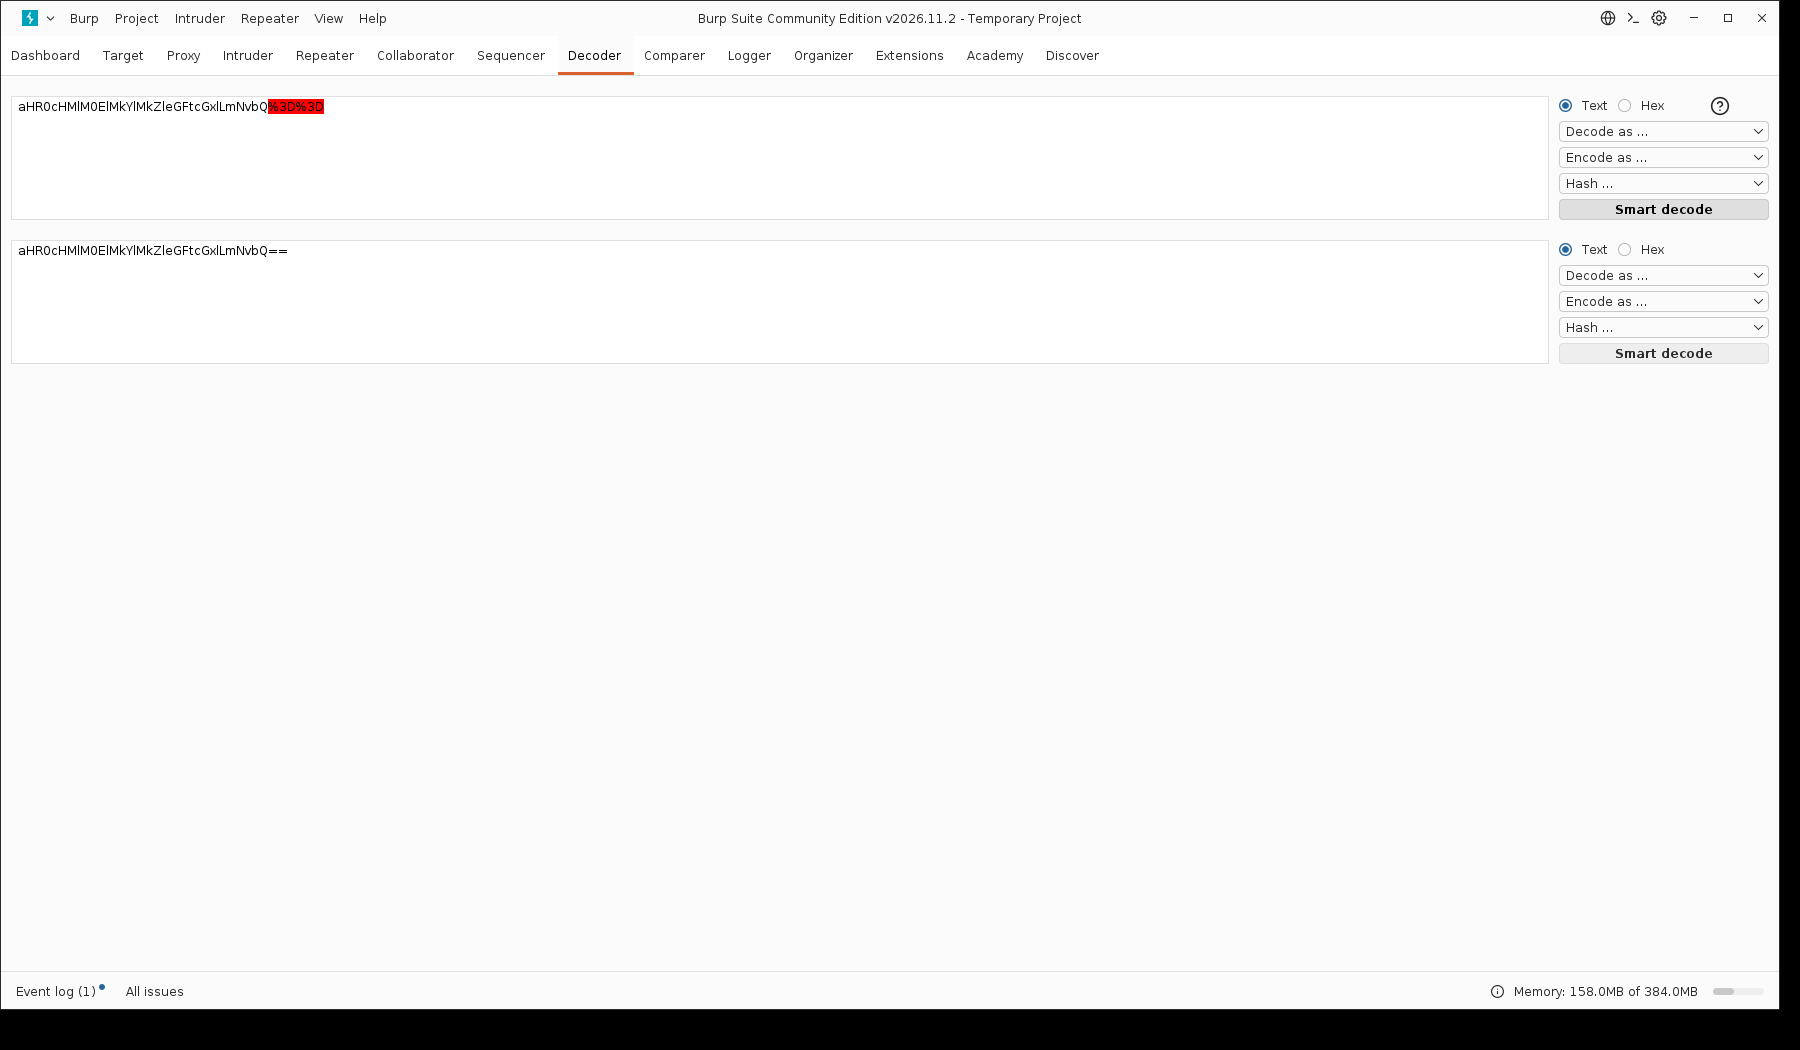 Burp Project Intruder Repeater View Help Burp Suite Community Edition v2026.11.2 - Temporary Project
Dashboard Target Proxy Intruder Repeater Collaborator Sequencer Decoder Comparer Logger Organizer Extensions Academy Discover
aHR0cHMlM0ElMkYlMkZleGFtcGxlLmNvbQ%3D%3D
Text Hex
Decode as ...
Encode as ...
Hash ...
Smart decode
aHR0cHMlM0ElMkYlMkZleGFtcGxlLmNvbQ==
Text Hex
Decode as ...
Encode as ...
Hash ...
Smart decode
Event log (1) All issues Memory: 158.0MB of 384.0MB